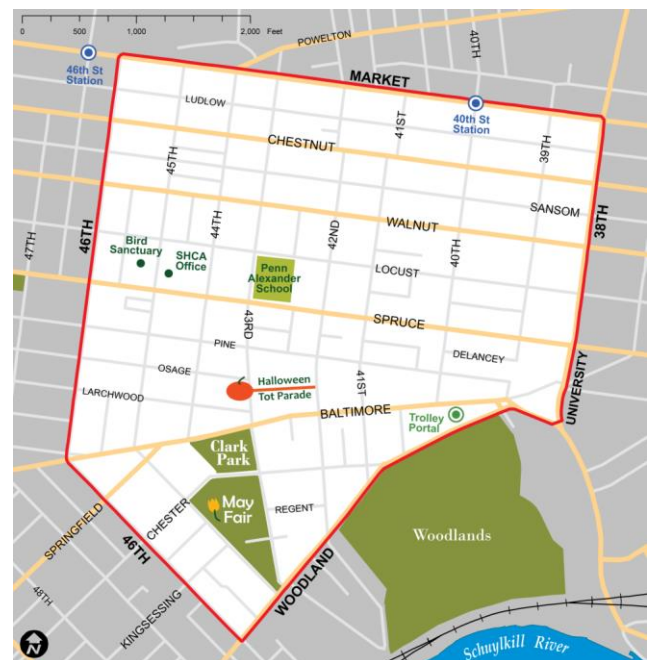 0 500 1,000 2,000 Feet
POWELTON
40TH
46th St
Station
MARKET
40th St
Station
LUDLOW
41ST
CHESTNUT
39TH
45TH
SANSOM
44TH
WALNUT
38TH
42ND
40TH
47TH
46TH
Bird
Sanctuary
SHCA
Office
Penn
Alexander
School
LOCUST
SPRUCE
43RD
PINE
DELANCEY
OSAGE
UNIVERSITY
Halloween
Tot Parade
41ST
LARCHWOOD
BALTIMORE
Trolley
Portal
Clark
Park
CHESTER
May
Fair
REGENT
Woodlands
SPRINGFIELD
46TH
WOODLAND
48TH
KINGSESSING
N
Schuylkill River